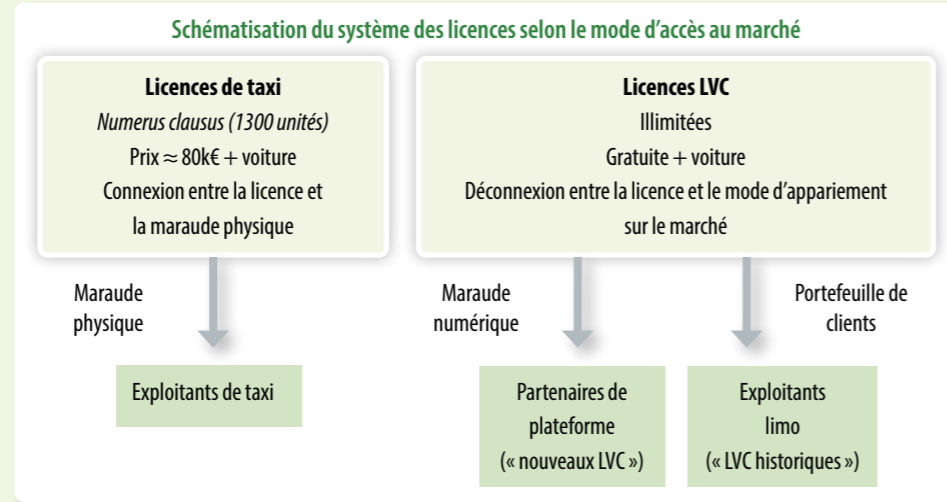 Schématisation du système des licences selon le mode d'accès au marché
Licences de taxi
Numerus clausus (1300 unités)
Prix ≈ 80k€ + voiture
Connexion entre la licence et
la maraude physique
Licences LVC
Illimitées
Gratuite + voiture
Déconnexion entre la licence et le mode d'appariement
sur le marché
Maraude
physique
Maraude
numérique
Portefeuille de
clients
Exploitants de taxi
Partenaires de
plateforme
(« nouveaux LVC »)
Exploitants
limo
(« LVC historiques »)